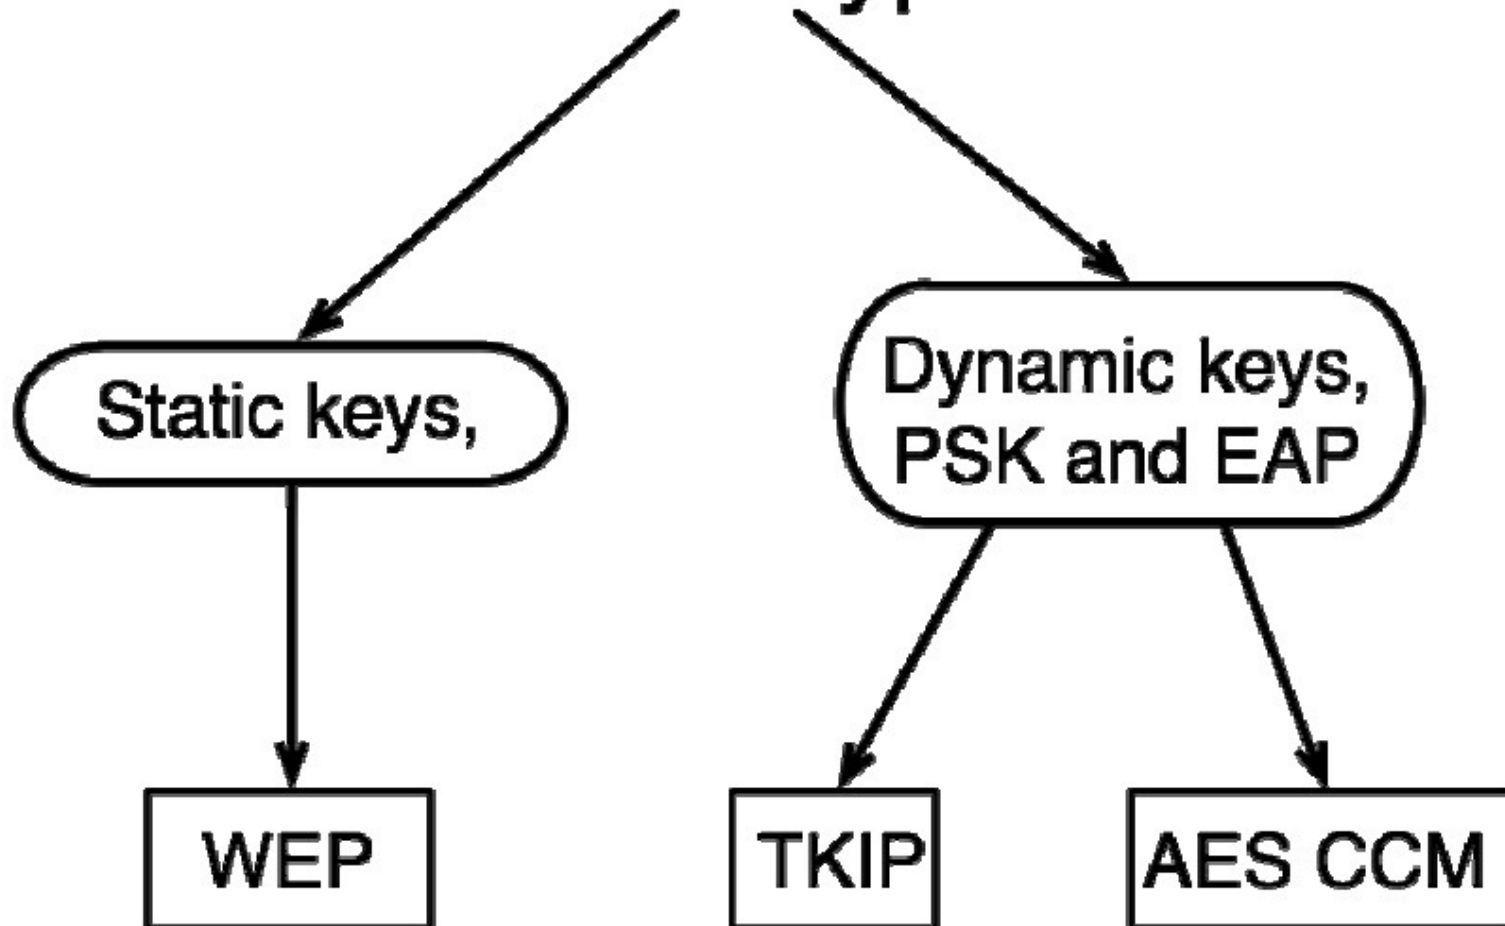 Static keys,
Dynamic keys,
PSK and EAP
WEP
TKIP
AES CCM